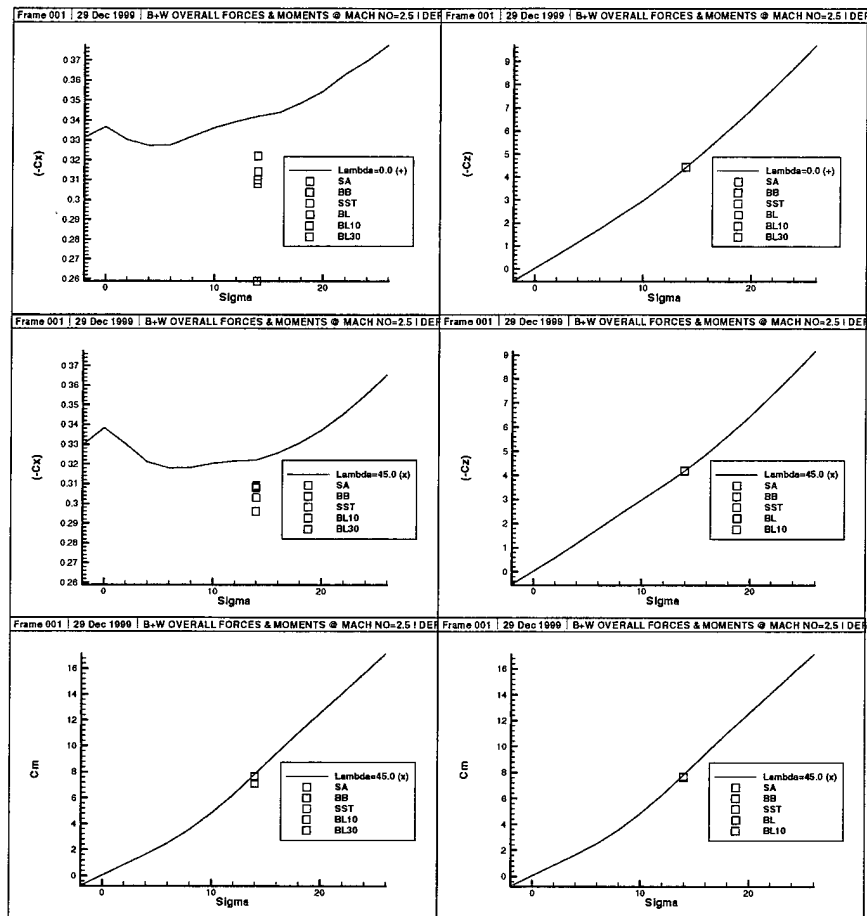 Frame 001 | 29 Dec 1999 | B+W OVERALL FORCES & MOMENTS @ MACH NO=2.5 | DEF
0.37
0.36
0.35
0.34
0.33
0.32
0.31
0.3
0.29
0.28
0.27
0.26
(-Cx)
0
10
20
Sigma
Lambda=0.0 (+)
SA
BB
SST
BL
BL10
BL30
Frame 001 | 29 Dec 1999 | B+W OVERALL FORCES & MOMENTS @ MACH NO=2.5 | DEF
9
8
7
6
5
4
3
2
1
0
(-Cz)
0
10
20
Sigma
Lambda=0.0 (+)
SA
BB
SST
BL
BL10
BL30
Frame 001 | 29 Dec 1999 | B+W OVERALL FORCES & MOMENTS @ MACH NO=2.5 | DEF
0.37
0.36
0.35
0.34
0.33
0.32
0.31
0.3
0.29
0.28
0.27
0.26
(-Cx)
0
10
20
Sigma
Lambda=45.0 (x)
SA
BB
SST
BL10
BL30
Frame 001 | 29 Dec 1999 | B+W OVERALL FORCES & MOMENTS @ MACH NO=2.5 | DEF
9
8
7
6
5
4
3
2
1
0
(-Cz)
0
10
20
Sigma
Lambda=45.0 (x)
SA
BB
SST
BL
BL10
Frame 001 | 29 Dec 1999 | B+W OVERALL FORCES & MOMENTS @ MACH NO=2.5 | DEF
16
14
12
10
8
6
4
2
0
Cm
0
10
20
Sigma
Lambda=45.0 (x)
SA
BB
SST
BL10
BL30
Frame 001 | 29 Dec 1999 | B+W OVERALL FORCES & MOMENTS @ MACH NO=2.5 | DEF
16
14
12
10
8
6
4
2
0
Cm
0
10
20
Sigma
Lambda=45.0 (x)
SA
BB
SST
BL
BL10